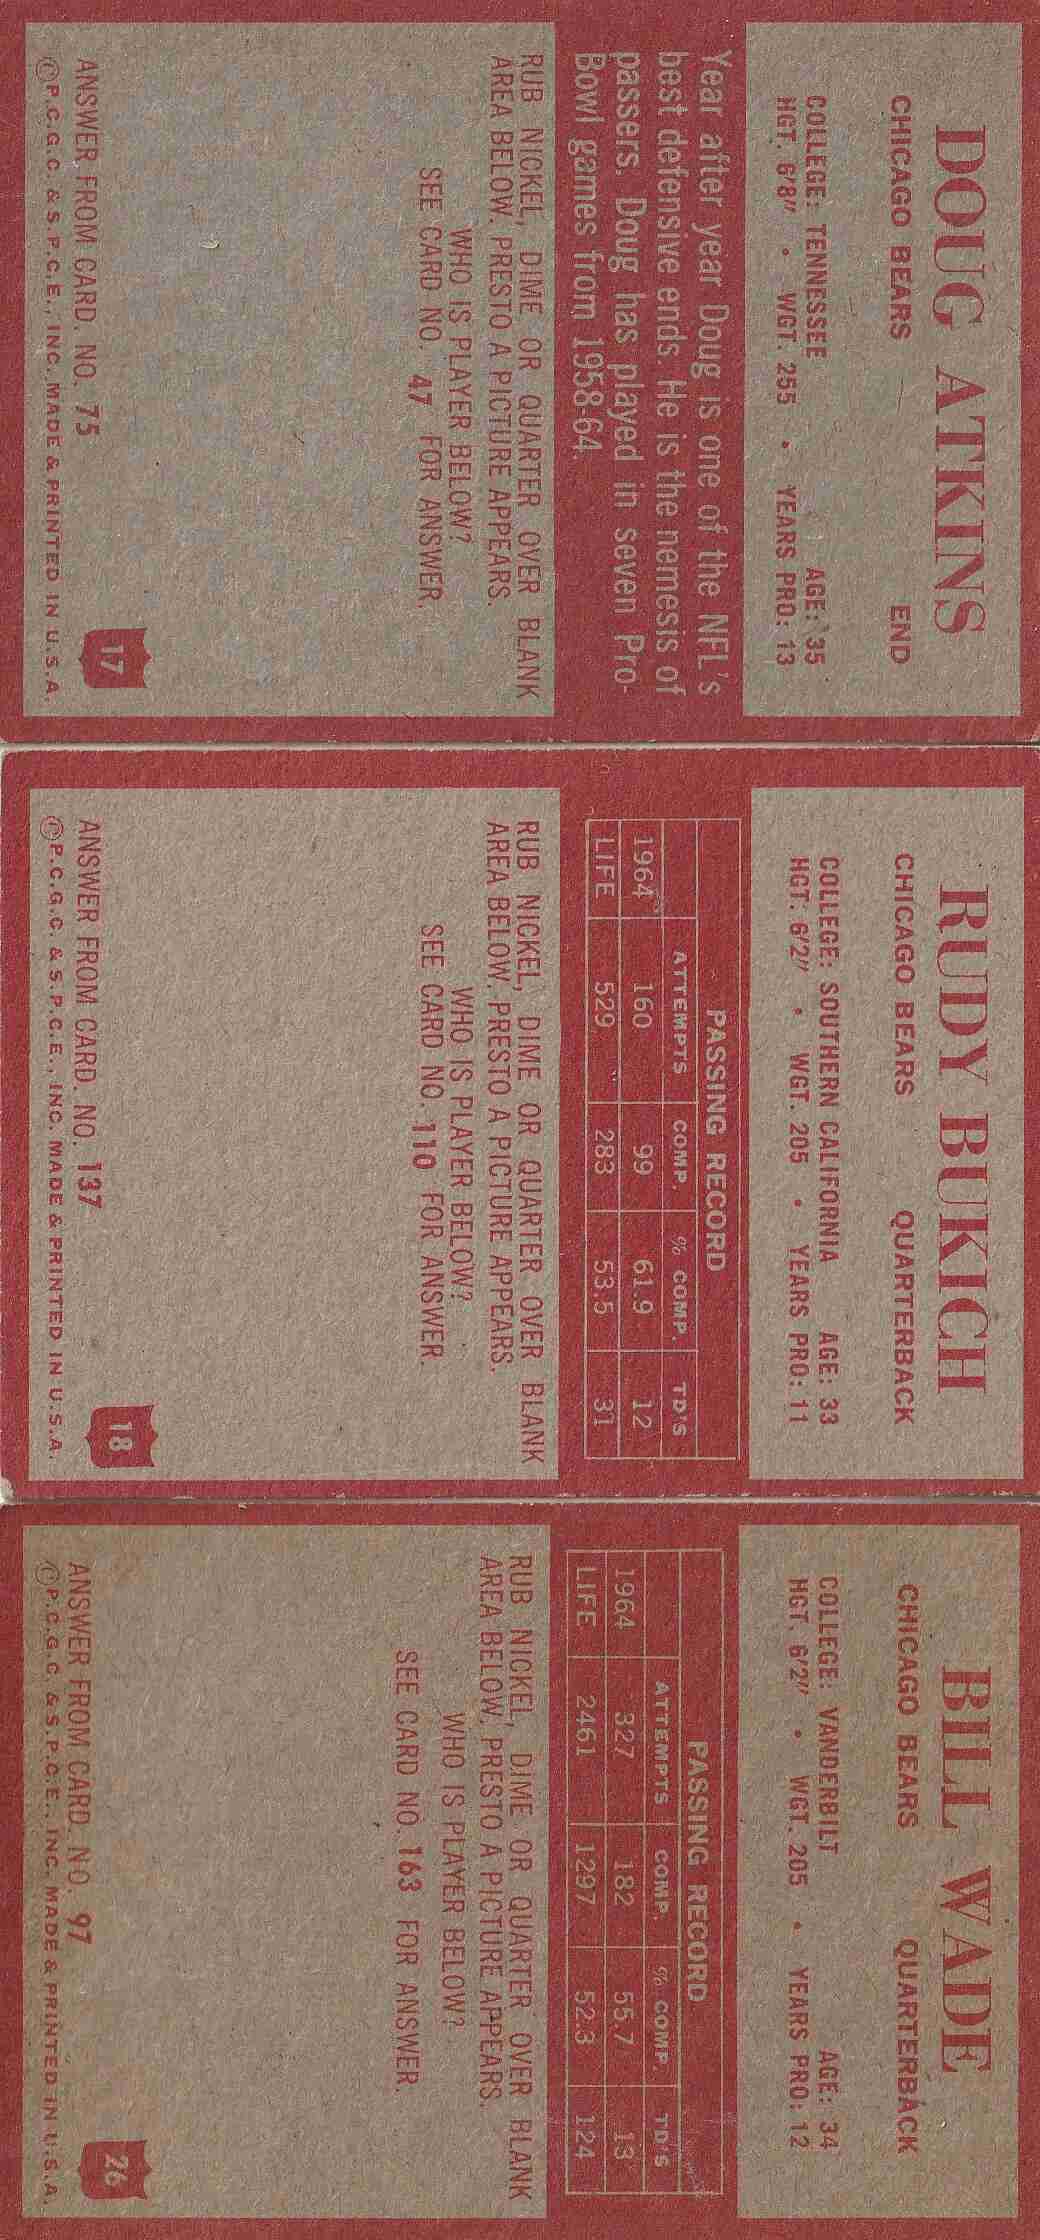 DOUG ATKINS
CHICAGO BEARS END
COLLEGE: TENNESSEE AGE: 35
HGT. 6'8" • WGT. 255 • YEARS PRO: 13
Year after year Doug is one of the NFL's
best defensive ends. He is the nemesis of
passers. Doug has played in seven Pro-
Bowl games from 1958-64.
RUB NICKEL, DIME OR QUARTER OVER BLANK
AREA BELOW, PRESTO A PICTURE APPEARS.
WHO IS PLAYER BELOW?
SEE CARD NO. 47 FOR ANSWER.
17
ANSWER FROM CARD. NO. 75
©P.C.G.C. & S.P.C.E., INC. MADE & PRINTED IN U.S.A.
RUDY BUKICH
CHICAGO BEARS QUARTERBACK
COLLEGE: SOUTHERN CALIFORNIA AGE: 33
HGT. 6'2" • WGT. 205 • YEARS PRO: 11
PASSING RECORD
ATTEMPTS COMP. % COMP. TD'S
1964 160 99 61.9 12
LIFE 529 283 53.5 31
RUB NICKEL, DIME OR QUARTER OVER BLANK
AREA BELOW, PRESTO A PICTURE APPEARS.
WHO IS PLAYER BELOW?
SEE CARD NO. 110 FOR ANSWER.
18
ANSWER FROM CARD. NO. 137
©P.C.G.C. & S.P.C.E., INC. MADE & PRINTED IN U.S.A.
BILL WADE
CHICAGO BEARS QUARTERBACK
COLLEGE: VANDERBILT AGE: 34
HGT. 6'2" • WGT. 205 • YEARS PRO: 12
PASSING RECORD
ATTEMPTS COMP. % COMP. TD'S
1964 327 182 55.7 13
LIFE 2461 1297 52.3 124
RUB NICKEL, DIME OR QUARTER OVER BLANK
AREA BELOW, PRESTO A PICTURE APPEARS.
WHO IS PLAYER BELOW?
SEE CARD NO. 163 FOR ANSWER.
26
ANSWER FROM CARD. NO. 97
©P.C.G.C. & S.P.C.E., INC. MADE & PRINTED IN U.S.A.